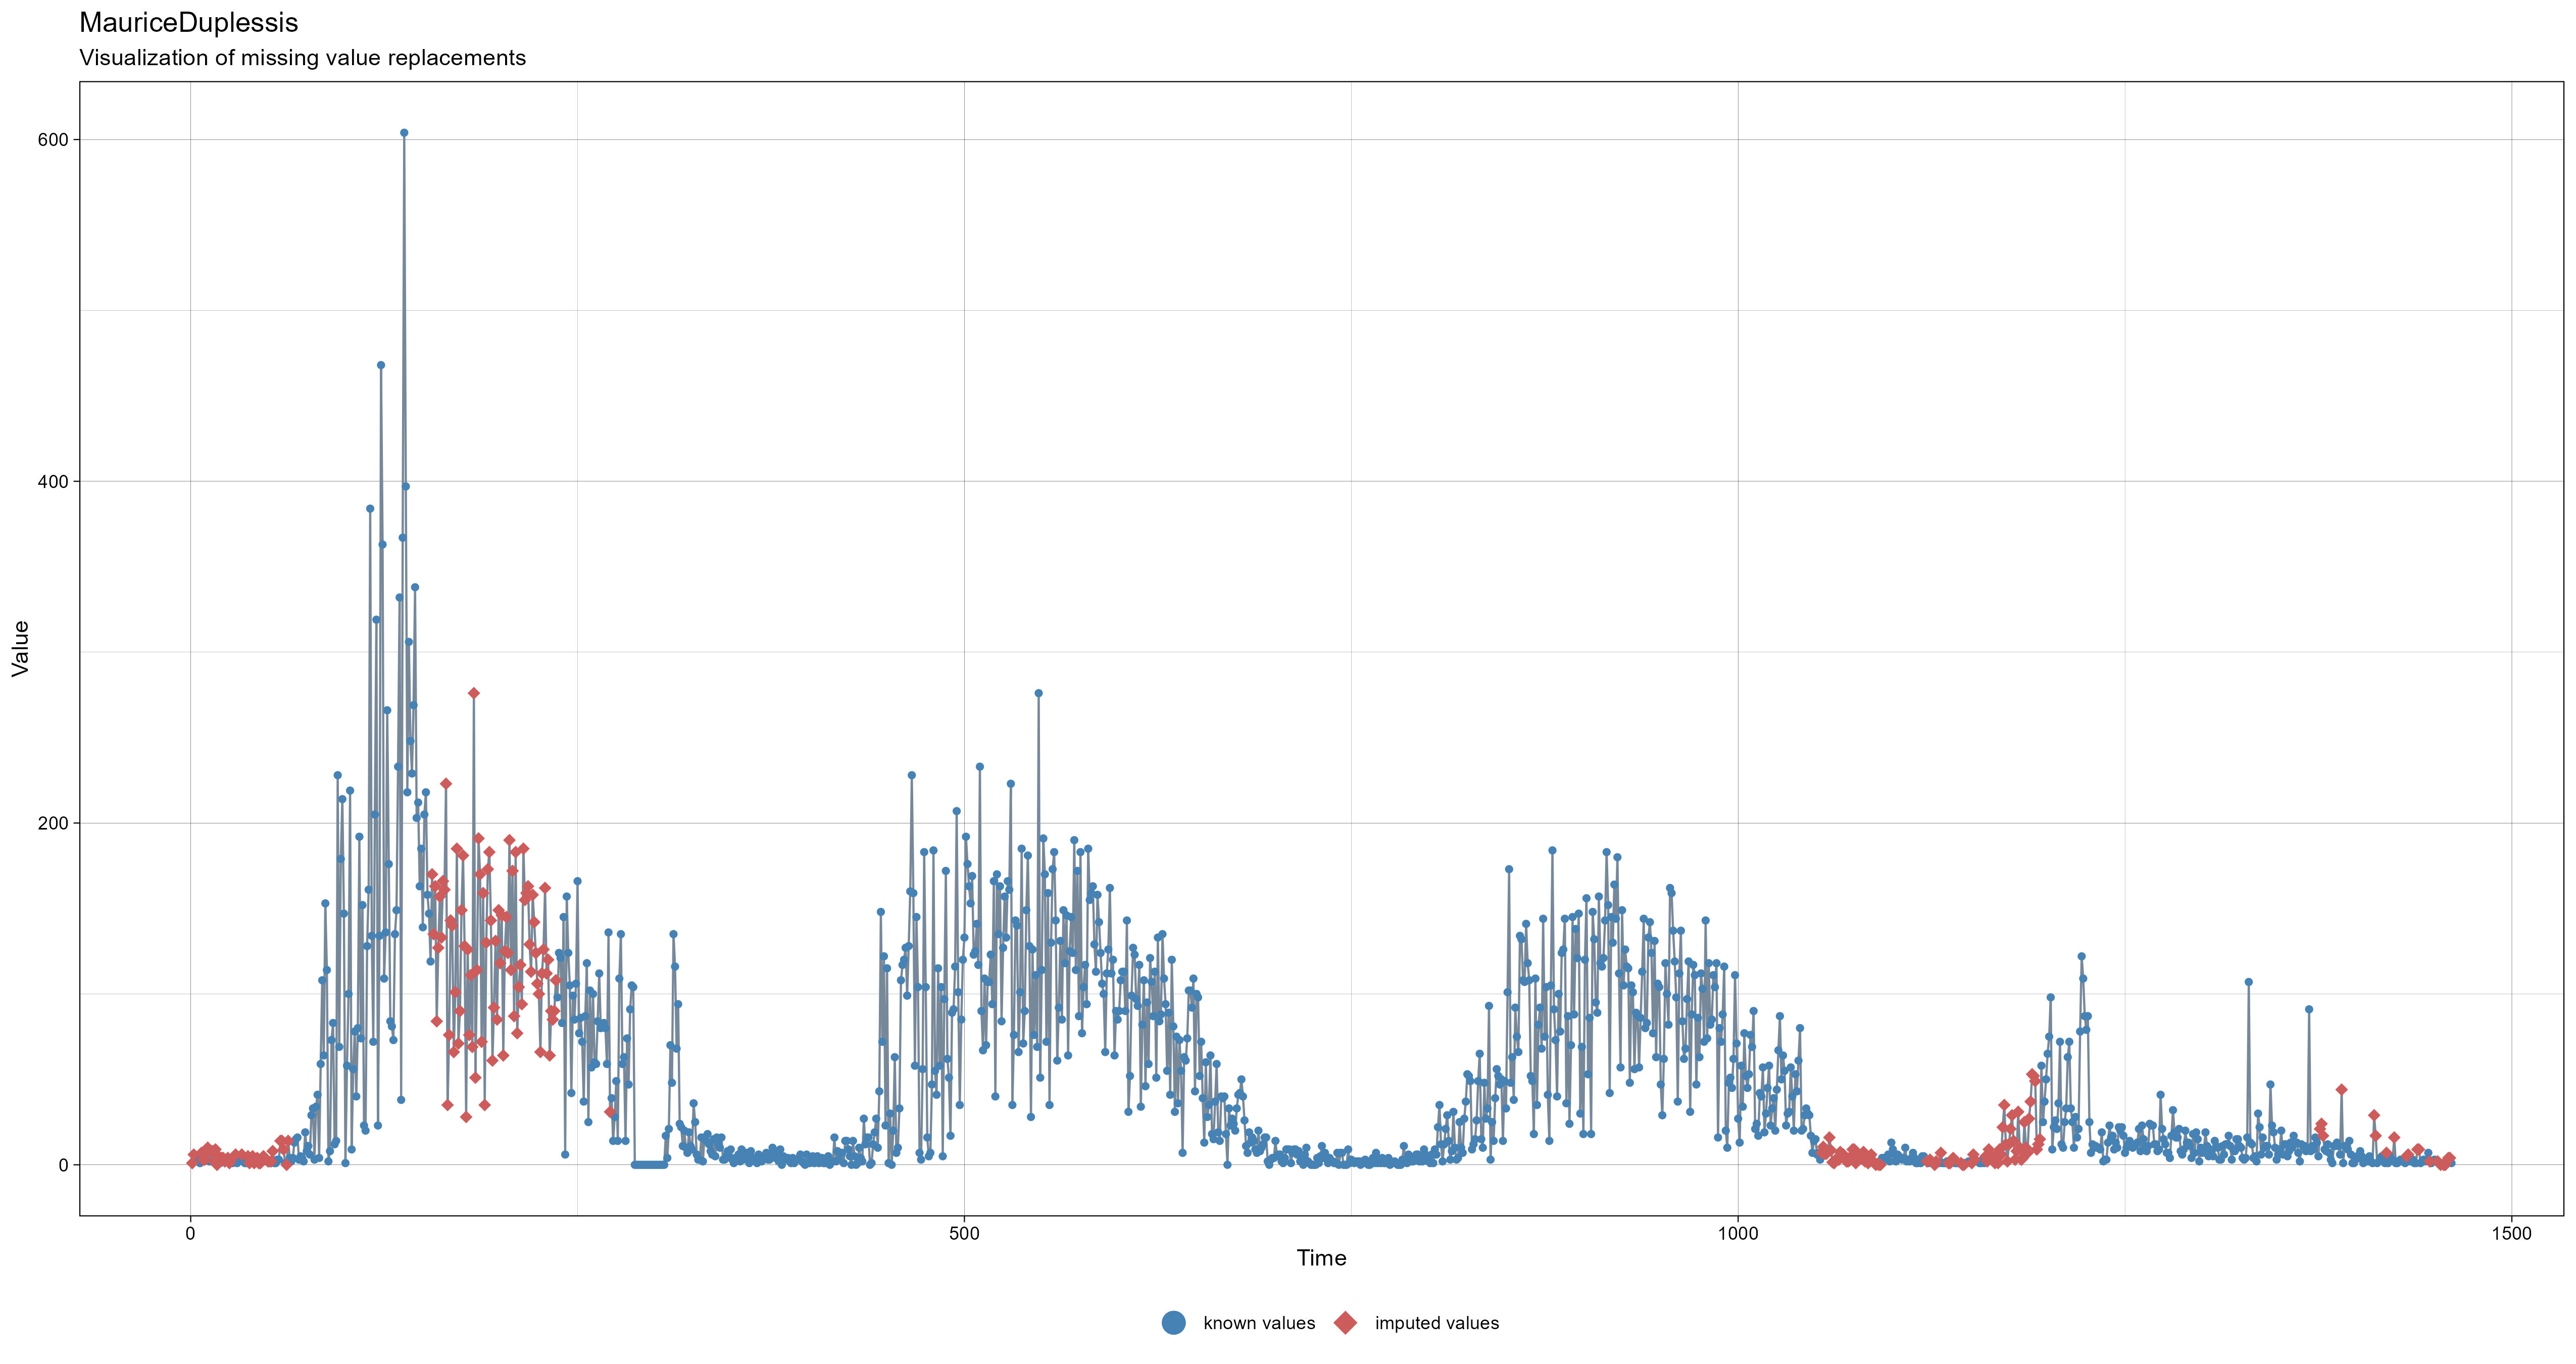 MauriceDuplessis
Visualization of missing value replacements
600
400
200
0
Value
0 500 1000 1500
Time
known values imputed values